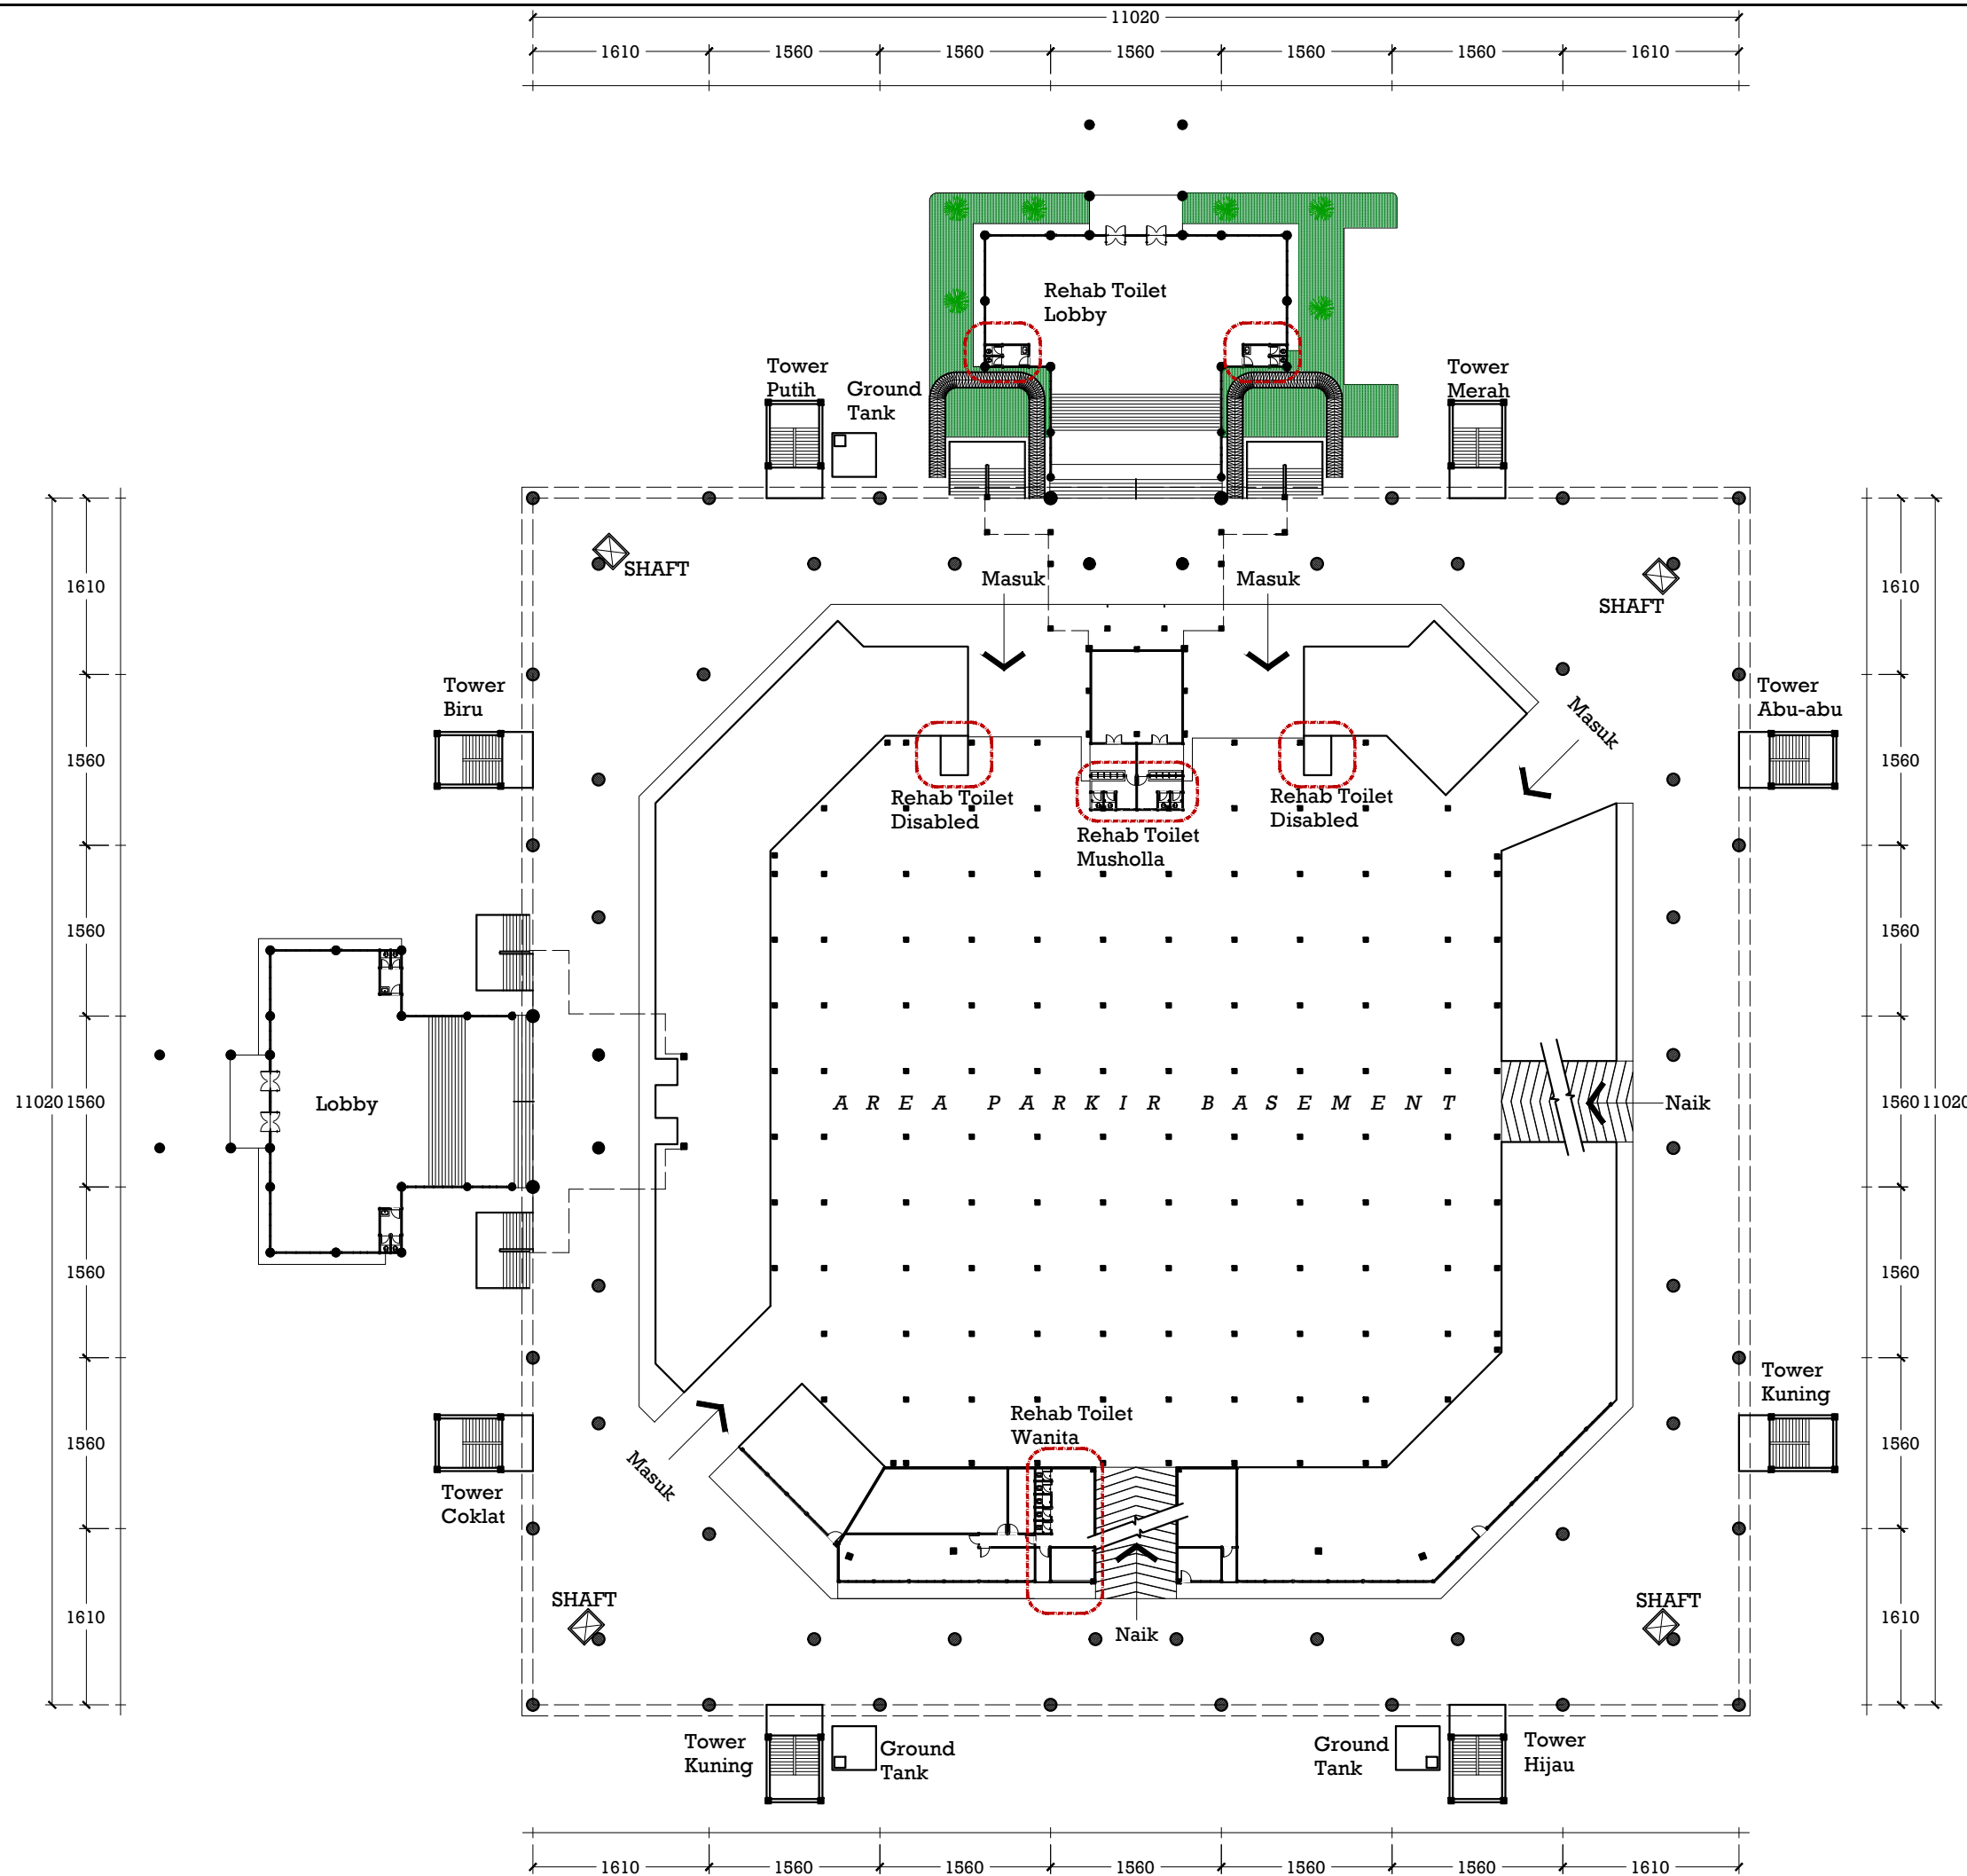 11020
1610 1560 1560 1560 1560 1560 1610
Rehab Toilet
Lobby
Tower
Putih
Ground
Tank
Tower
Merah
SHAFT
Masuk
Masuk
SHAFT
1610
1610
Tower
Biru
Masuk
Tower
Abu-abu
1560
1560
Rehab Toilet
Disabled
Rehab Toilet
Musholla
Rehab Toilet
Disabled
1560
1560
Lobby
11020 1560
AREA PARKIR BASEMENT
Naik
1560 11020
1560
1560
Tower
Kuning
Rehab Toilet
Wanita
1560
1560
Masuk
Tower
Coklat
SHAFT
SHAFT
1610
1610
Naik
Tower
Kuning
Ground
Tank
Ground
Tank
Tower
Hijau
1610 1560 1560 1560 1560 1560 1610